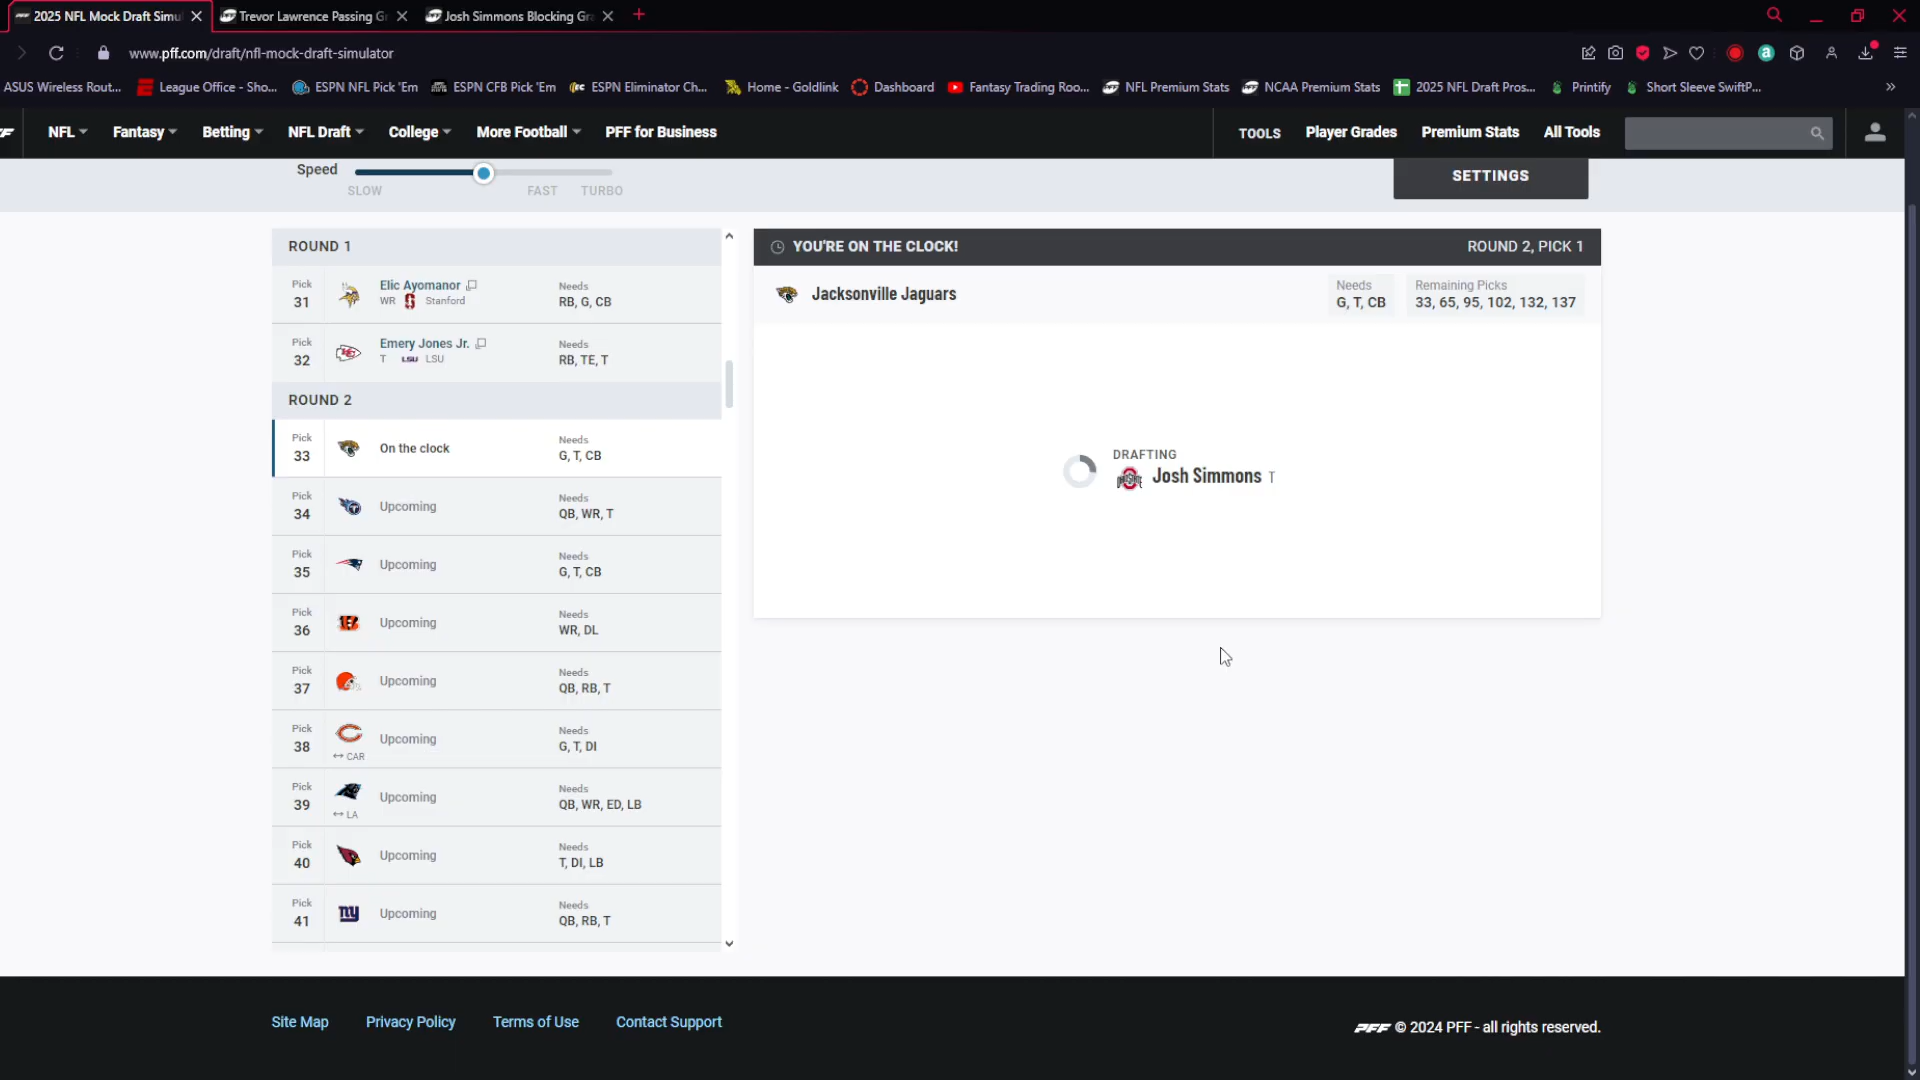 2025 NFL Mock Draft Simu
Trevor Lawrence Passing Gr
Josh Simmons Blocking Gra
www.pff.com/draft/nfl-mock-draft-simulator
ASUS Wireless Rout...
League Office - Sho...
ESPN NFL Pick 'Em
ESPN CFB Pick 'Em
ESPN Eliminator Ch...
Home - Goldlink
Dashboard
Fantasy Trading Roo...
NFL Premium Stats
NCAA Premium Stats
2025 NFL Draft Pros...
Printify
Short Sleeve SwiftP...
NFL
Fantasy
Betting
NFL Draft
College
More Football
PFF for Business
TOOLS
Player Grades
Premium Stats
All Tools
Speed
SLOW
FAST
TURBO
SETTINGS
ROUND 1
Pick
31
Elic Ayomanor
WR Stanford
Needs
RB, G, CB
Pick
32
Emery Jones Jr.
T LSU LSU
Needs
RB, TE, T
ROUND 2
Pick
33
On the clock
Needs
G, T, CB
Pick
34
Upcoming
Needs
QB, WR, T
Pick
35
Upcoming
Needs
G, T, CB
Pick
36
Upcoming
Needs
WR, DL
Pick
37
Upcoming
Needs
QB, RB, T
Pick
38
↔ CAR
Upcoming
Needs
G, T, DI
Pick
39
↔ LA
Upcoming
Needs
QB, WR, ED, LB
Pick
40
Upcoming
Needs
T, DI, LB
Pick
41
ny
Upcoming
Needs
QB, RB, T
YOU'RE ON THE CLOCK!
ROUND 2, PICK 1
Jacksonville Jaguars
Needs
G, T, CB
Remaining Picks
33, 65, 95, 102, 132, 137
DRAFTING
Josh Simmons T
Site Map
Privacy Policy
Terms of Use
Contact Support
PFF © 2024 PFF - all rights reserved.